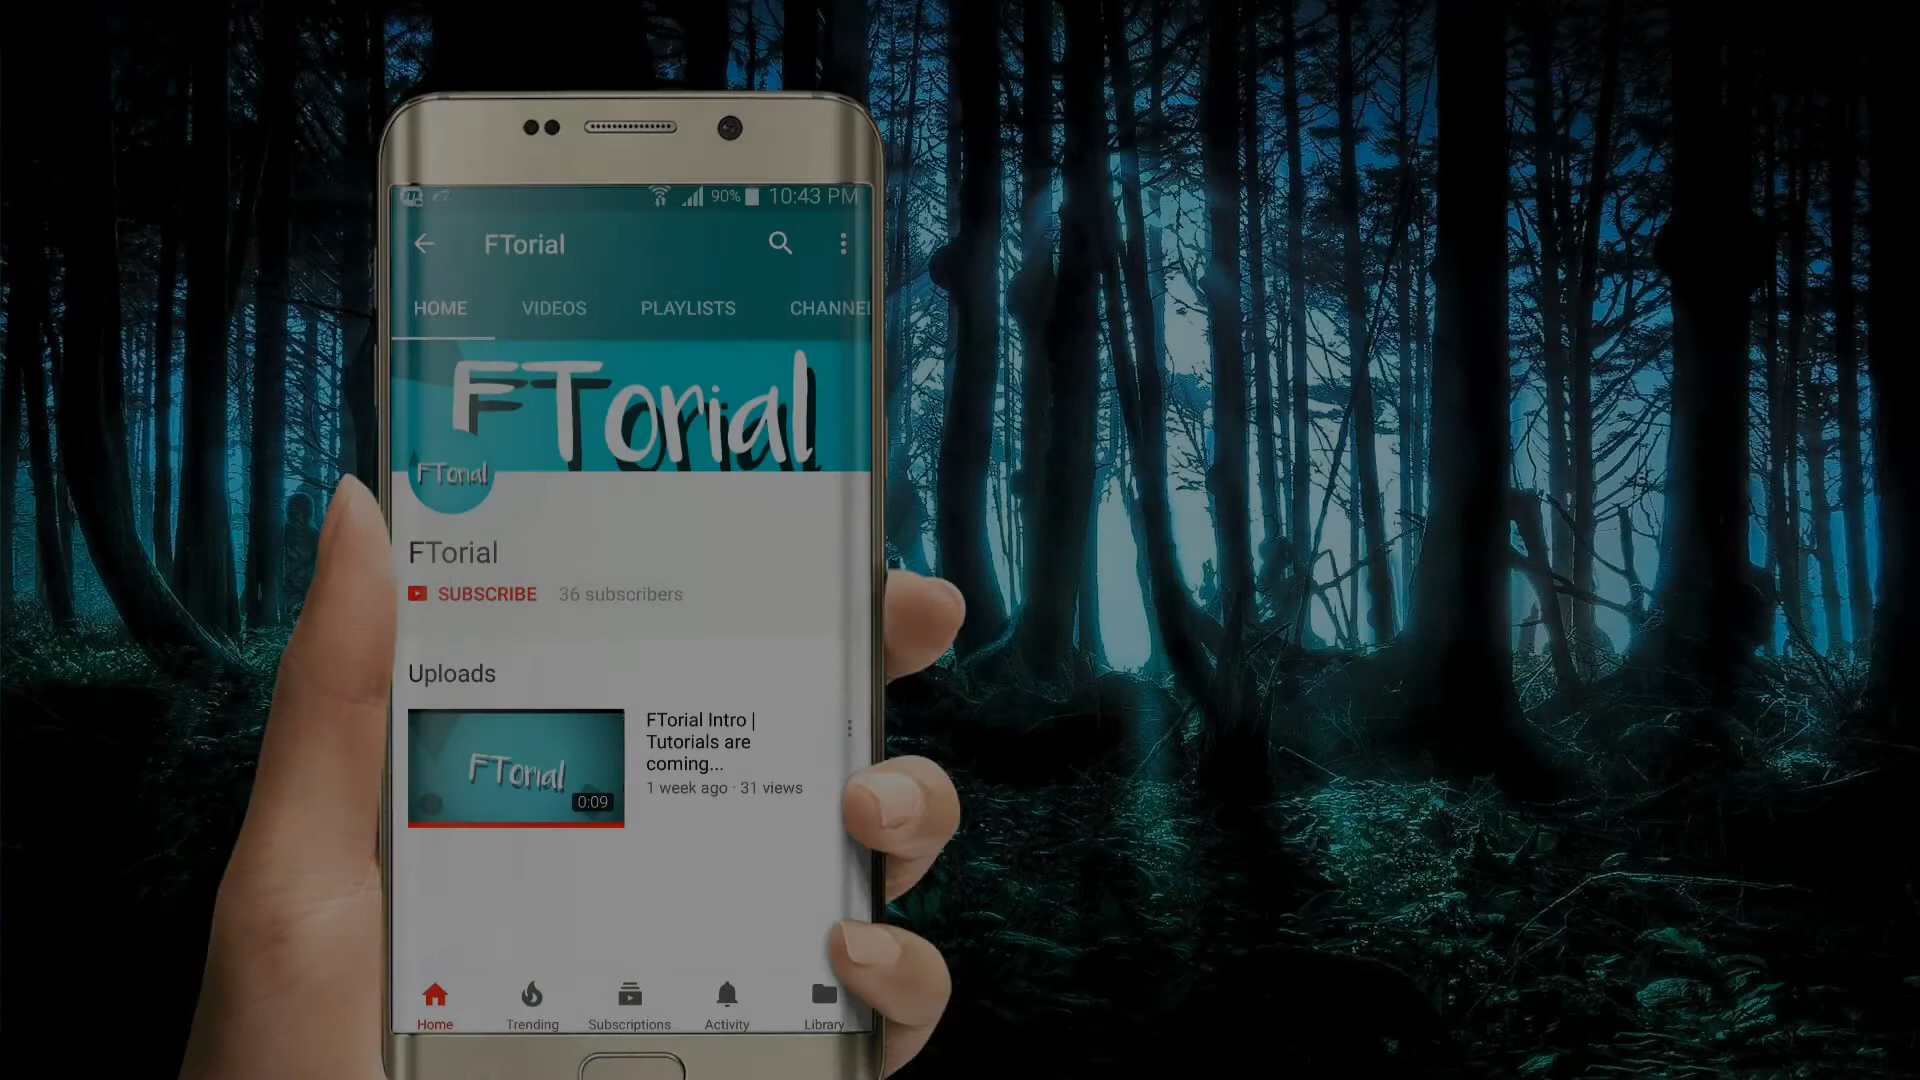 90% 10:43 PM
FTorial
HOME VIDEOS PLAYLISTS CHANNEL
FTorial
FTorial
FTorial
SUBSCRIBE 36 subscribers
Uploads
FTorial
0:09
FTorial Intro |
Tutorials are
coming...
1 week ago · 31 views
Home Trending Subscriptions Activity Library